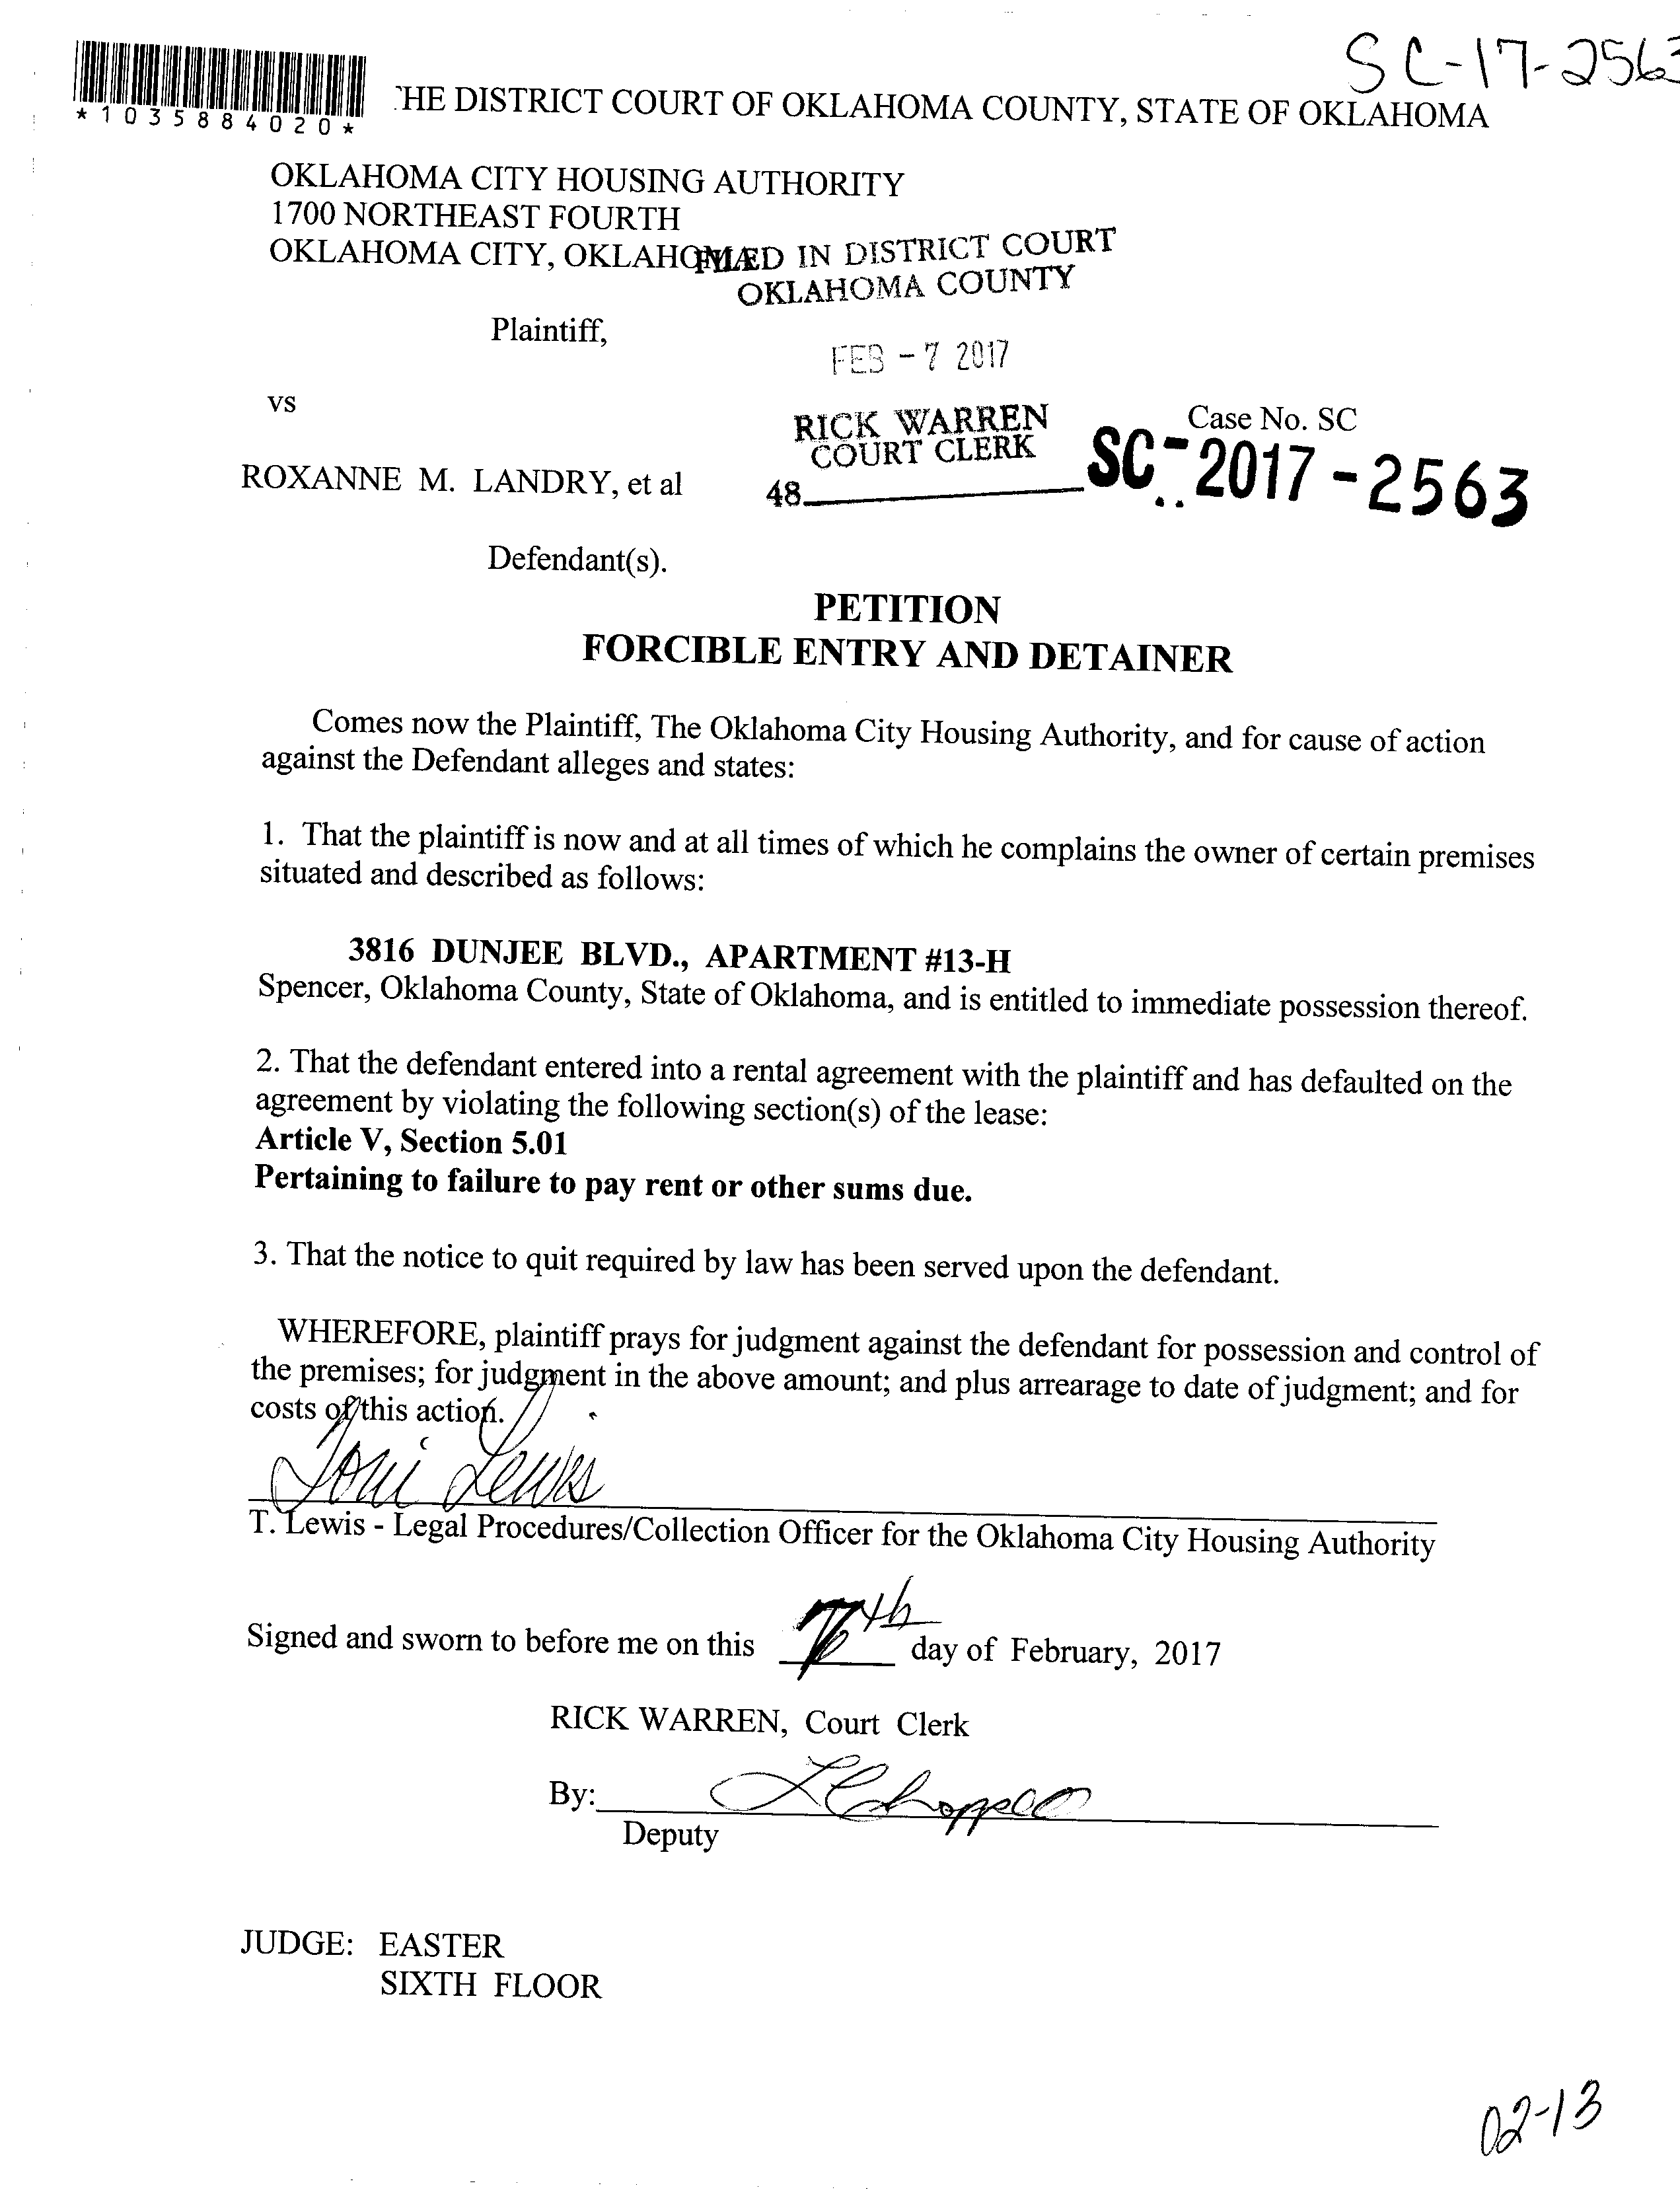 SC-17-2563
*1035884020*
HE DISTRICT COURT OF OKLAHOMA COUNTY, STATE OF OKLAHOMA
OKLAHOMA CITY HOUSING AUTHORITY
1700 NORTHEAST FOURTH
OKLAHOMA CITY, OKLAHOMA
FILED IN DISTRICT COURT
OKLAHOMA COUNTY
Plaintiff,
FEB - 7 2017
vs
RICK WARREN
COURT CLERK
Case No. SC
SC-2017-2563
ROXANNE M. LANDRY, et al
48
Defendant(s).
PETITION
FORCIBLE ENTRY AND DETAINER
Comes now the Plaintiff, The Oklahoma City Housing Authority, and for cause of action
against the Defendant alleges and states:
1. That the plaintiff is now and at all times of which he complains the owner of certain premises
situated and described as follows:
3816 DUNJEE BLVD., APARTMENT #13-H
Spencer, Oklahoma County, State of Oklahoma, and is entitled to immediate possession thereof.
2. That the defendant entered into a rental agreement with the plaintiff and has defaulted on the
agreement by violating the following section(s) of the lease:
Article V, Section 5.01
Pertaining to failure to pay rent or other sums due.
3. That the notice to quit required by law has been served upon the defendant.
WHEREFORE, plaintiff prays for judgment against the defendant for possession and control of
the premises; for judgment in the above amount; and plus arrearage to date of judgment; and for
costs of this action.
Toni Lewis
T. Lewis - Legal Procedures/Collection Officer for the Oklahoma City Housing Authority
Signed and sworn to before me on this 7th day of February, 2017
RICK WARREN, Court Clerk
By:
Deputy
JUDGE: EASTER
SIXTH FLOOR
02-13